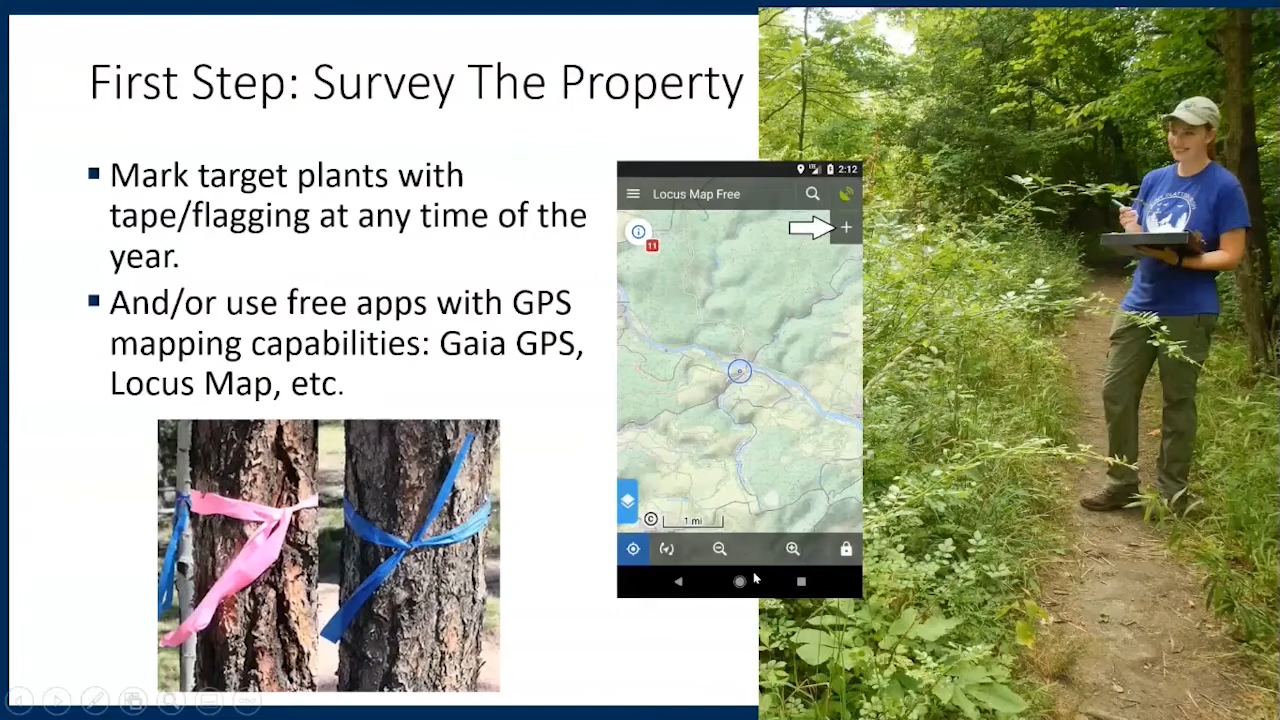 First Step: Survey The Property
Mark target plants with
tape/flagging at any time of the
year.
And/or use free apps with GPS
mapping capabilities: Gaia GPS,
Locus Map, etc.
2:12
Locus Map Free
11
1 mi